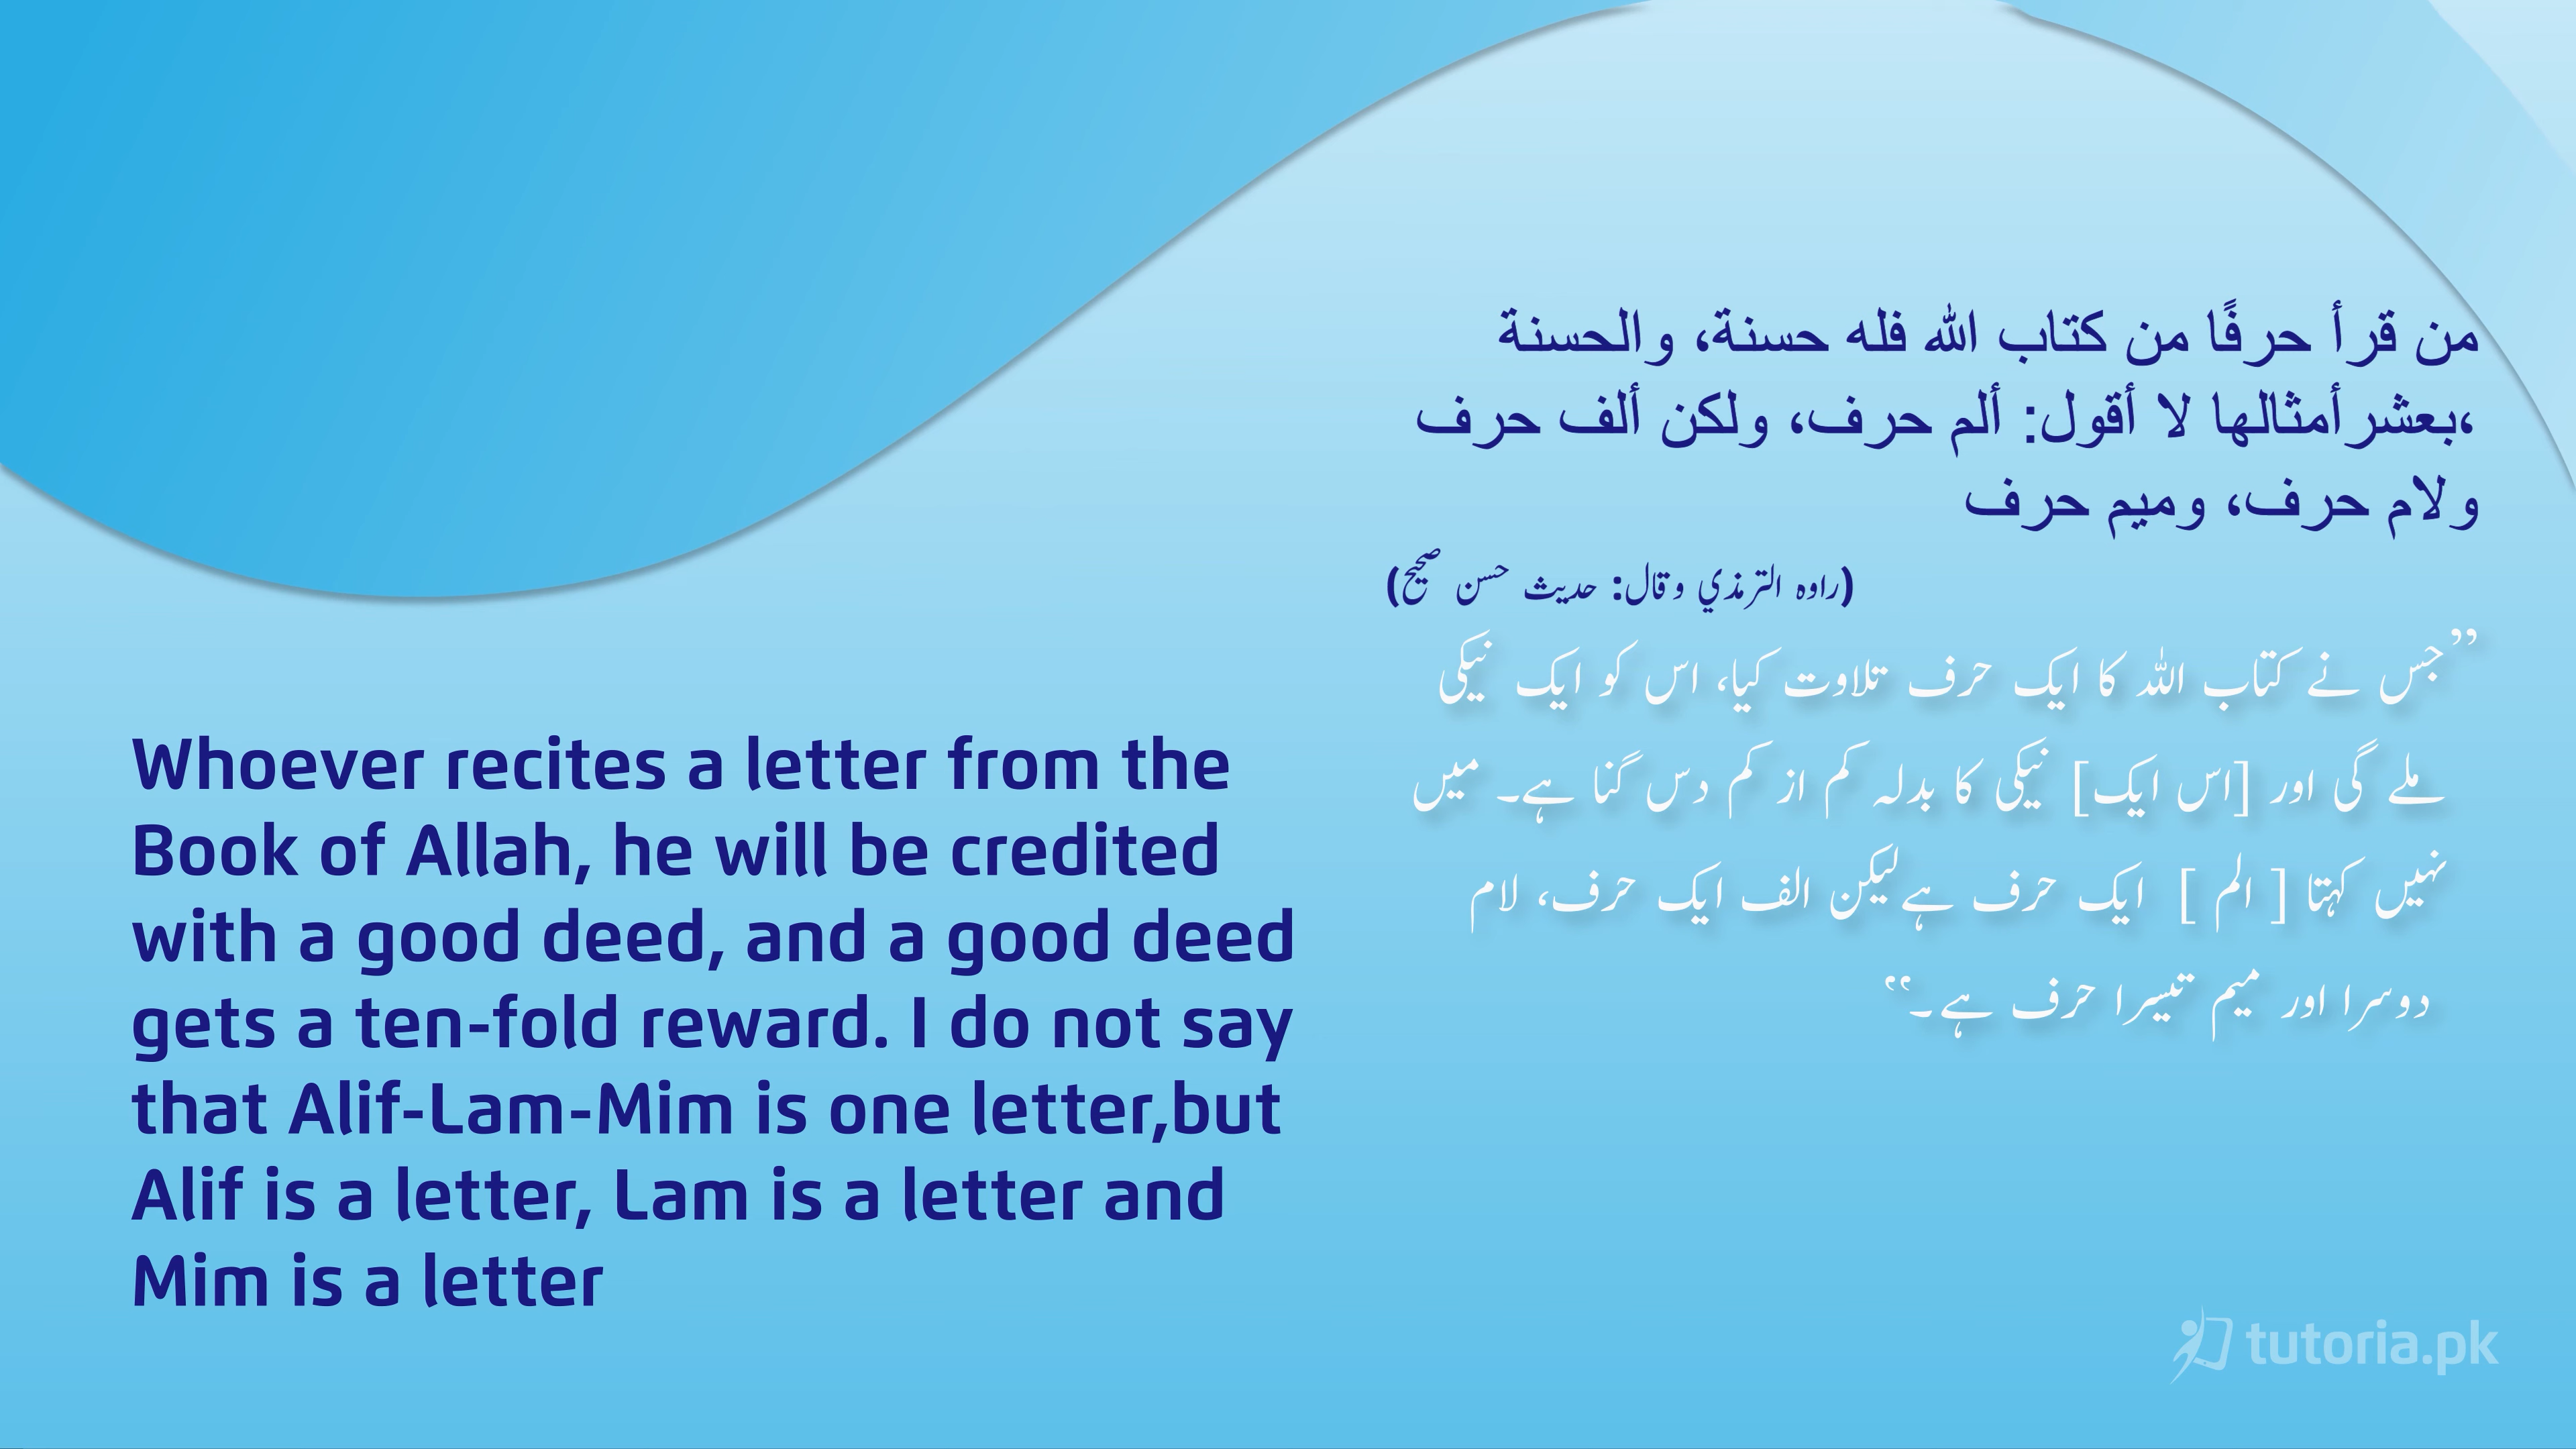 من قرأ حرفًا من كتاب الله فله حسنة، والحسنة
،بعشرأمثالها لا أقول: ألم حرف، ولكن ألف حرف
ولام حرف، وميم حرف
(راوه الترمذي وقال: حديث حسن صحيح)
’’جس نے کتاب اللہ کا ایک حرف تلاوت کیا، اس کو ایک نیکی
ملے گی اور [اس ایک] نیکی کا بدلہ کم از کم دس گنا ہے۔ میں
نہیں کہتا [ الم ] ایک حرف ہے لیکن الف ایک حرف، لام
دوسرا اور میم تیسرا حرف ہے۔‘‘
Whoever recites a letter from the
Book of Allah, he will be credited
with a good deed, and a good deed
gets a ten-fold reward. I do not say
that Alif-Lam-Mim is one letter,but
Alif is a letter, Lam is a letter and
Mim is a letter
tutoria.pk